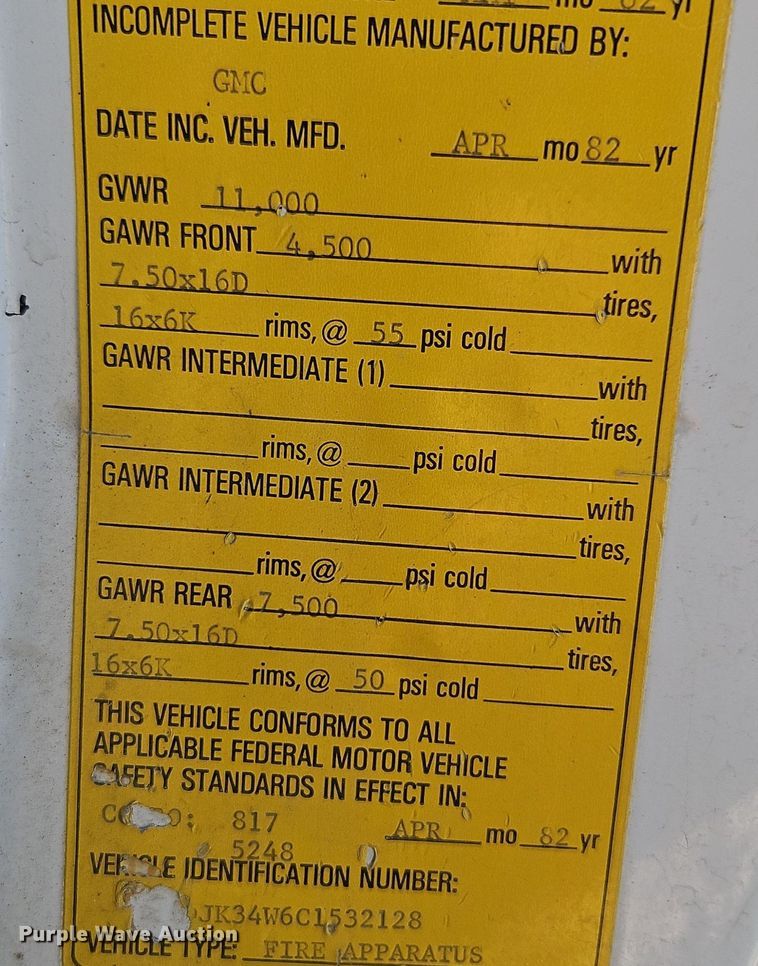 mo 82 yr
INCOMPLETE VEHICLE MANUFACTURED BY:
GMC
DATE INC. VEH. MFD. APR mo 82 yr
GVWR 11,000
GAWR FRONT 4,500 with
7.50x16D tires,
16x6K rims, @ 55 psi cold
GAWR INTERMEDIATE (1) with
tires,
rims, @ psi cold
GAWR INTERMEDIATE (2) with
tires,
rims, @ psi cold
GAWR REAR 7,500 with
7.50x16D tires,
16x6K rims, @ 50 psi cold
THIS VEHICLE CONFORMS TO ALL
APPLICABLE FEDERAL MOTOR VEHICLE
SAFETY STANDARDS IN EFFECT IN:
817 APR mo 82 yr
5248
VEHICLE IDENTIFICATION NUMBER:
JK34W6C1532128
VEHICLE TYPE: FIRE APPARATUS
Purple Wave Auction